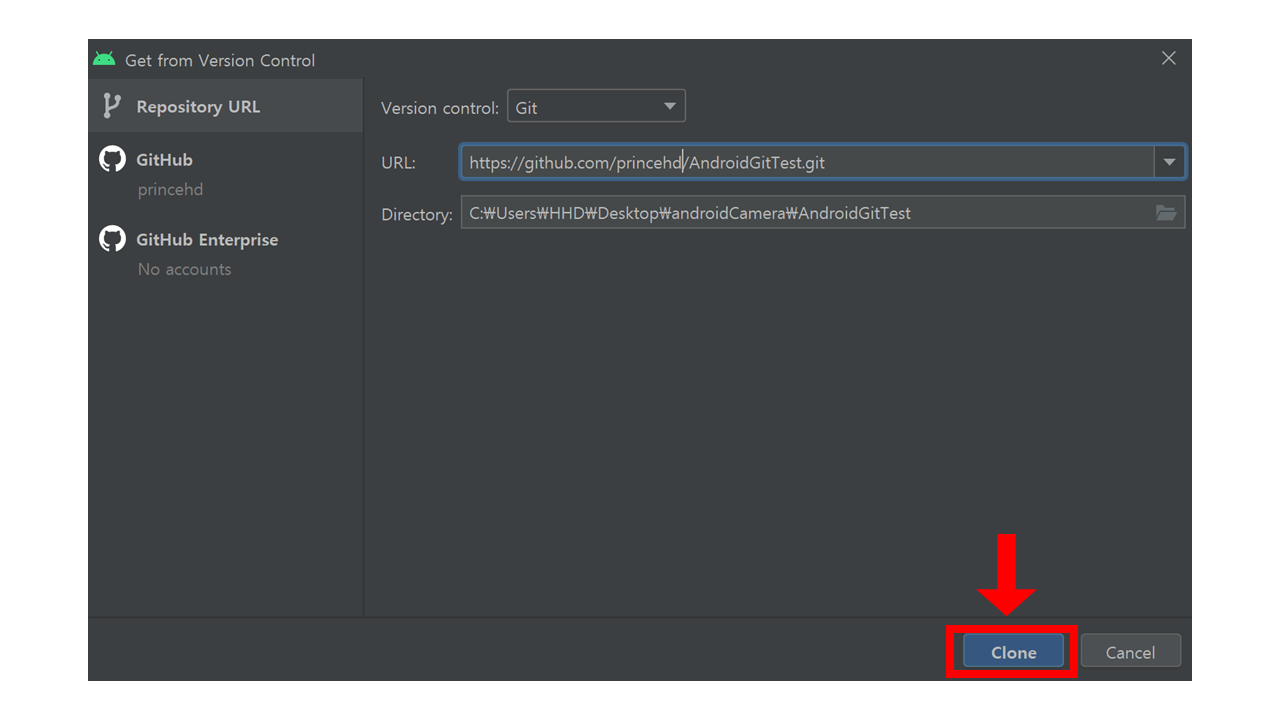 Get from Version Control
Repository URL
GitHub
princehd
GitHub Enterprise
No accounts
Version control: Git
URL: https://github.com/princehd/AndroidGitTest.git
Directory: C:₩Users₩HHD₩Desktop₩androidCamera₩AndroidGitTest
Clone Cancel